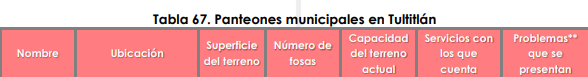 Tabla 67. Panteones municipales en Tultitlán
Nombre
Ubicación
Superficie
del terreno
Número de
fosas
Capacidad
del terreno
actual
Servicios con
los que
cuenta
Problemas**
que se
presentan